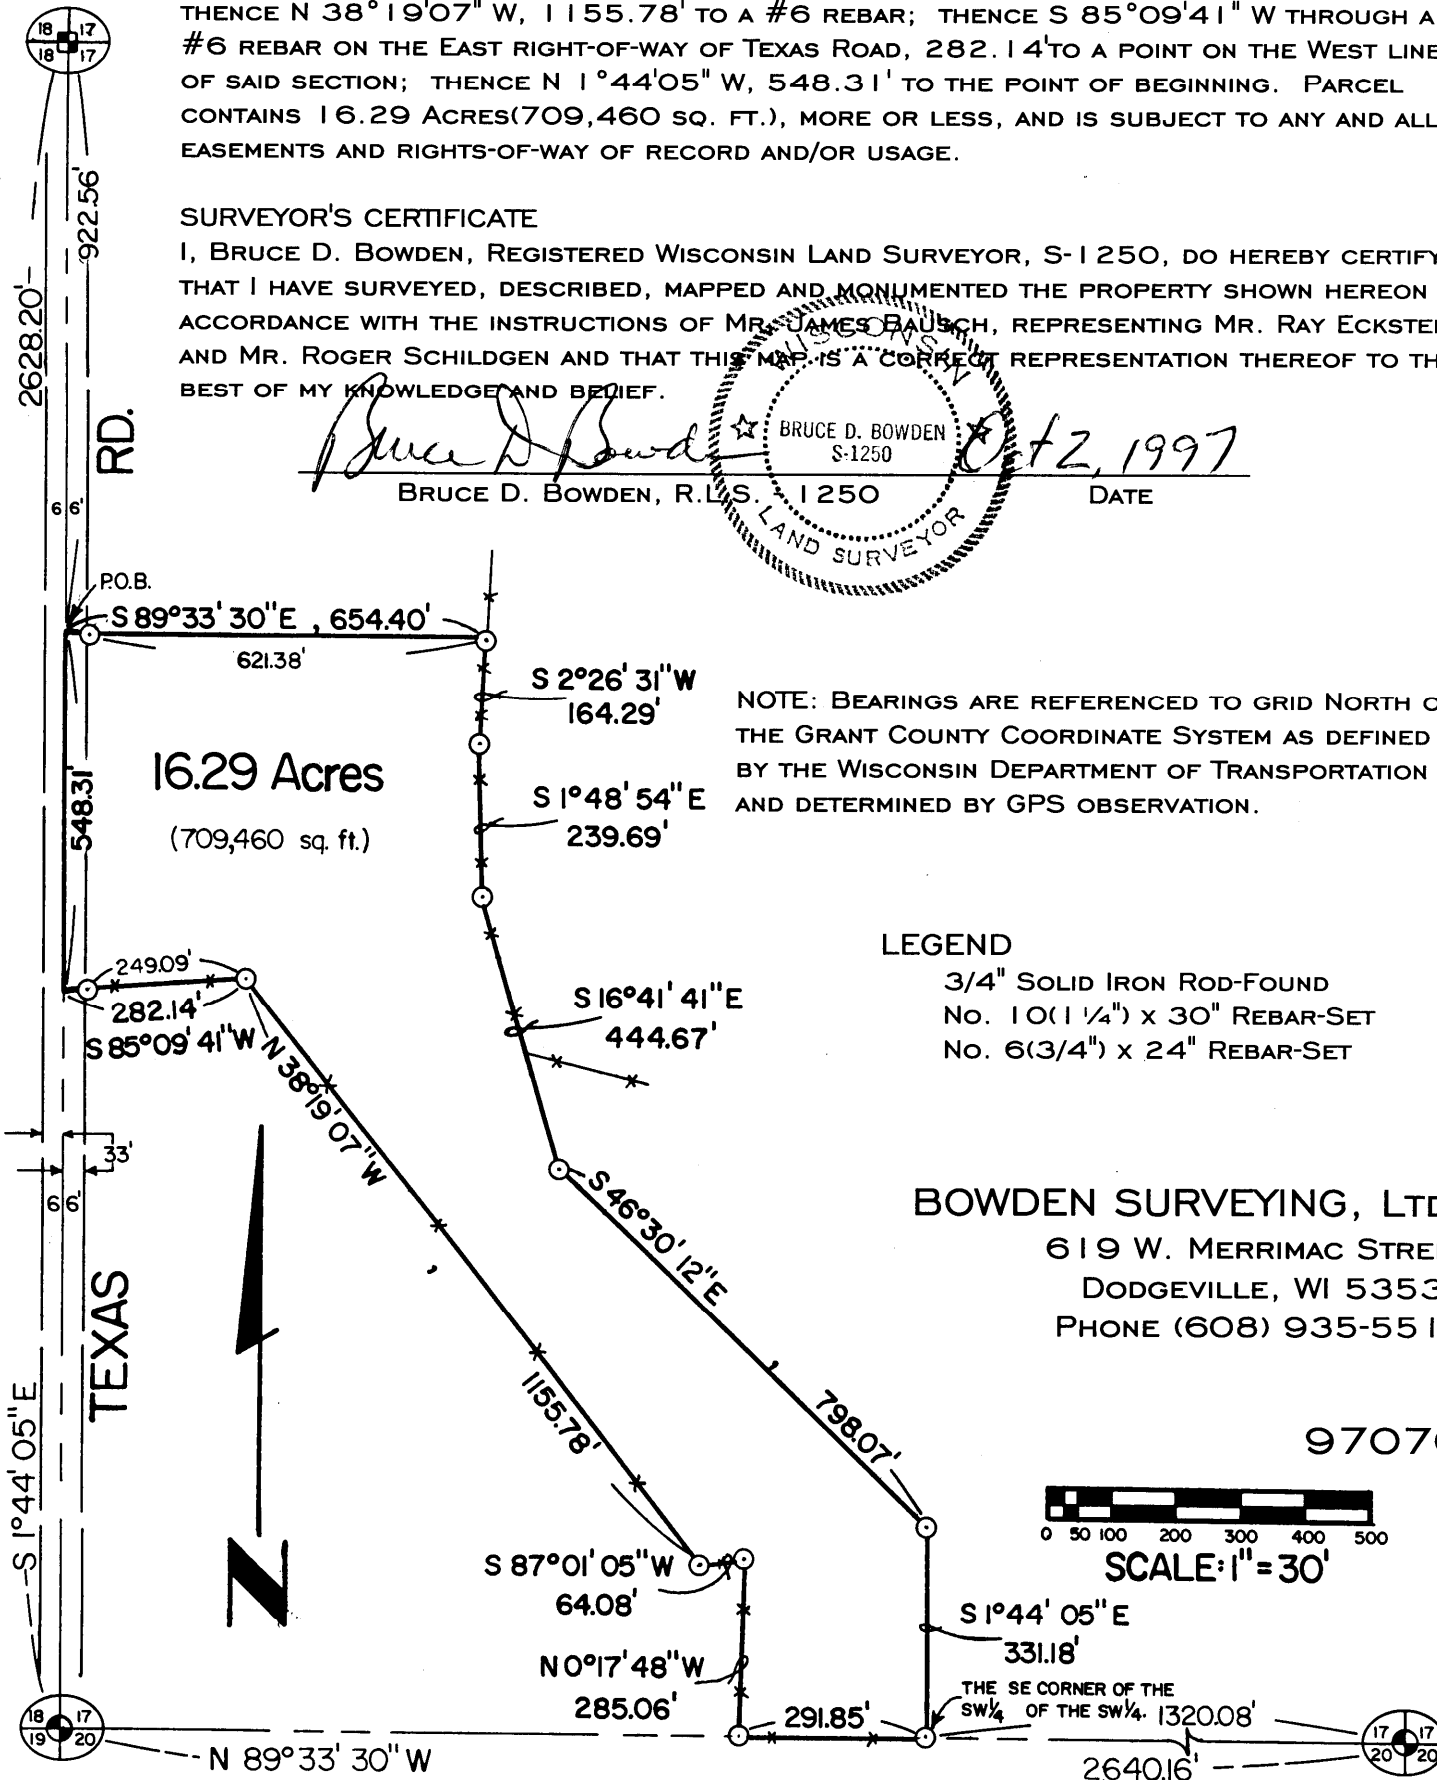 THENCE N 38°19'07" W, 1155.78' TO A #6 REBAR; THENCE S 85°09'41" W THROUGH A
#6 REBAR ON THE EAST RIGHT-OF-WAY OF TEXAS ROAD, 282.14'TO A POINT ON THE WEST LINE
OF SAID SECTION; THENCE N 1°44'05" W, 548.31' TO THE POINT OF BEGINNING. PARCEL
CONTAINS 16.29 ACRES(709,460 SQ. FT.), MORE OR LESS, AND IS SUBJECT TO ANY AND ALL
EASEMENTS AND RIGHTS-OF-WAY OF RECORD AND/OR USAGE.
18 17
18 17
922.56'
2628.20'
SURVEYOR'S CERTIFICATE
I, BRUCE D. BOWDEN, REGISTERED WISCONSIN LAND SURVEYOR, S-1250, DO HEREBY CERTIFY
THAT I HAVE SURVEYED, DESCRIBED, MAPPED AND MONUMENTED THE PROPERTY SHOWN HEREON
ACCORDANCE WITH THE INSTRUCTIONS OF MR. JAMES BAUSCH, REPRESENTING MR. RAY ECKSTEI
AND MR. ROGER SCHILDGEN AND THAT THIS MAP IS A CORRECT REPRESENTATION THEREOF TO TH
BEST OF MY KNOWLEDGE AND BELIEF.
Bruce D Bowd
Oct 2, 1997
WISCONSIN
BRUCE D. BOWDEN
S-1250
LAND SURVEYOR
BRUCE D. BOWDEN, R.L.S. - 1250
DATE
RD.
66'
P.O.B.
S 89°33'30"E , 654.40'
621.38'
S 2°26'31"W
164.29'
NOTE: BEARINGS ARE REFERENCED TO GRID NORTH O
THE GRANT COUNTY COORDINATE SYSTEM AS DEFINED
BY THE WISCONSIN DEPARTMENT OF TRANSPORTATION
AND DETERMINED BY GPS OBSERVATION.
16.29 Acres
(709,460 sq. ft.)
548.31'
S 1°48'54"E
239.69'
249.09'
282.14'
S 85°09'41"W
S 16°41'41"E
444.67'
LEGEND
3/4" SOLID IRON ROD-FOUND
NO. 10(1 1/4") X 30" REBAR-SET
NO. 6(3/4") X 24" REBAR-SET
N 38°19'07"W , 1155.78'
33'
66'
S 46°30'12"E , 798.07'
BOWDEN SURVEYING, LTD
619 W. MERRIMAC STREE
DODGEVILLE, WI 5353
PHONE (608) 935-551
TEXAS
S 1°44'05"E
9707
0 50 100 200 300 400 500
SCALE: 1"=30'
N
S 87°01'05"W
64.08'
S 1°44'05"E
331.18'
N 0°17'48"W
285.06'
THE SE CORNER OF THE
SW¼ OF THE SW¼.
291.85'
1320.08'
18 17
19 20
N 89°33'30"W
2640.16'
17 17
20 20